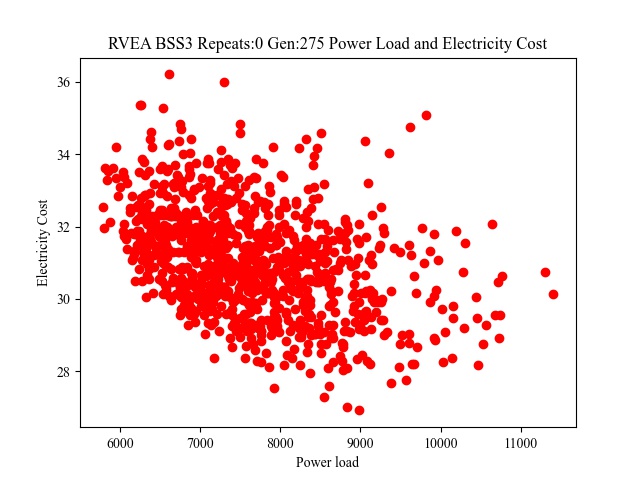 RVEA BSS3 Repeats:0 Gen:275 Power Load and Electricity Cost
36
34
32
30
28
Electricity Cost
6000 7000 8000 9000 10000 11000
Power load